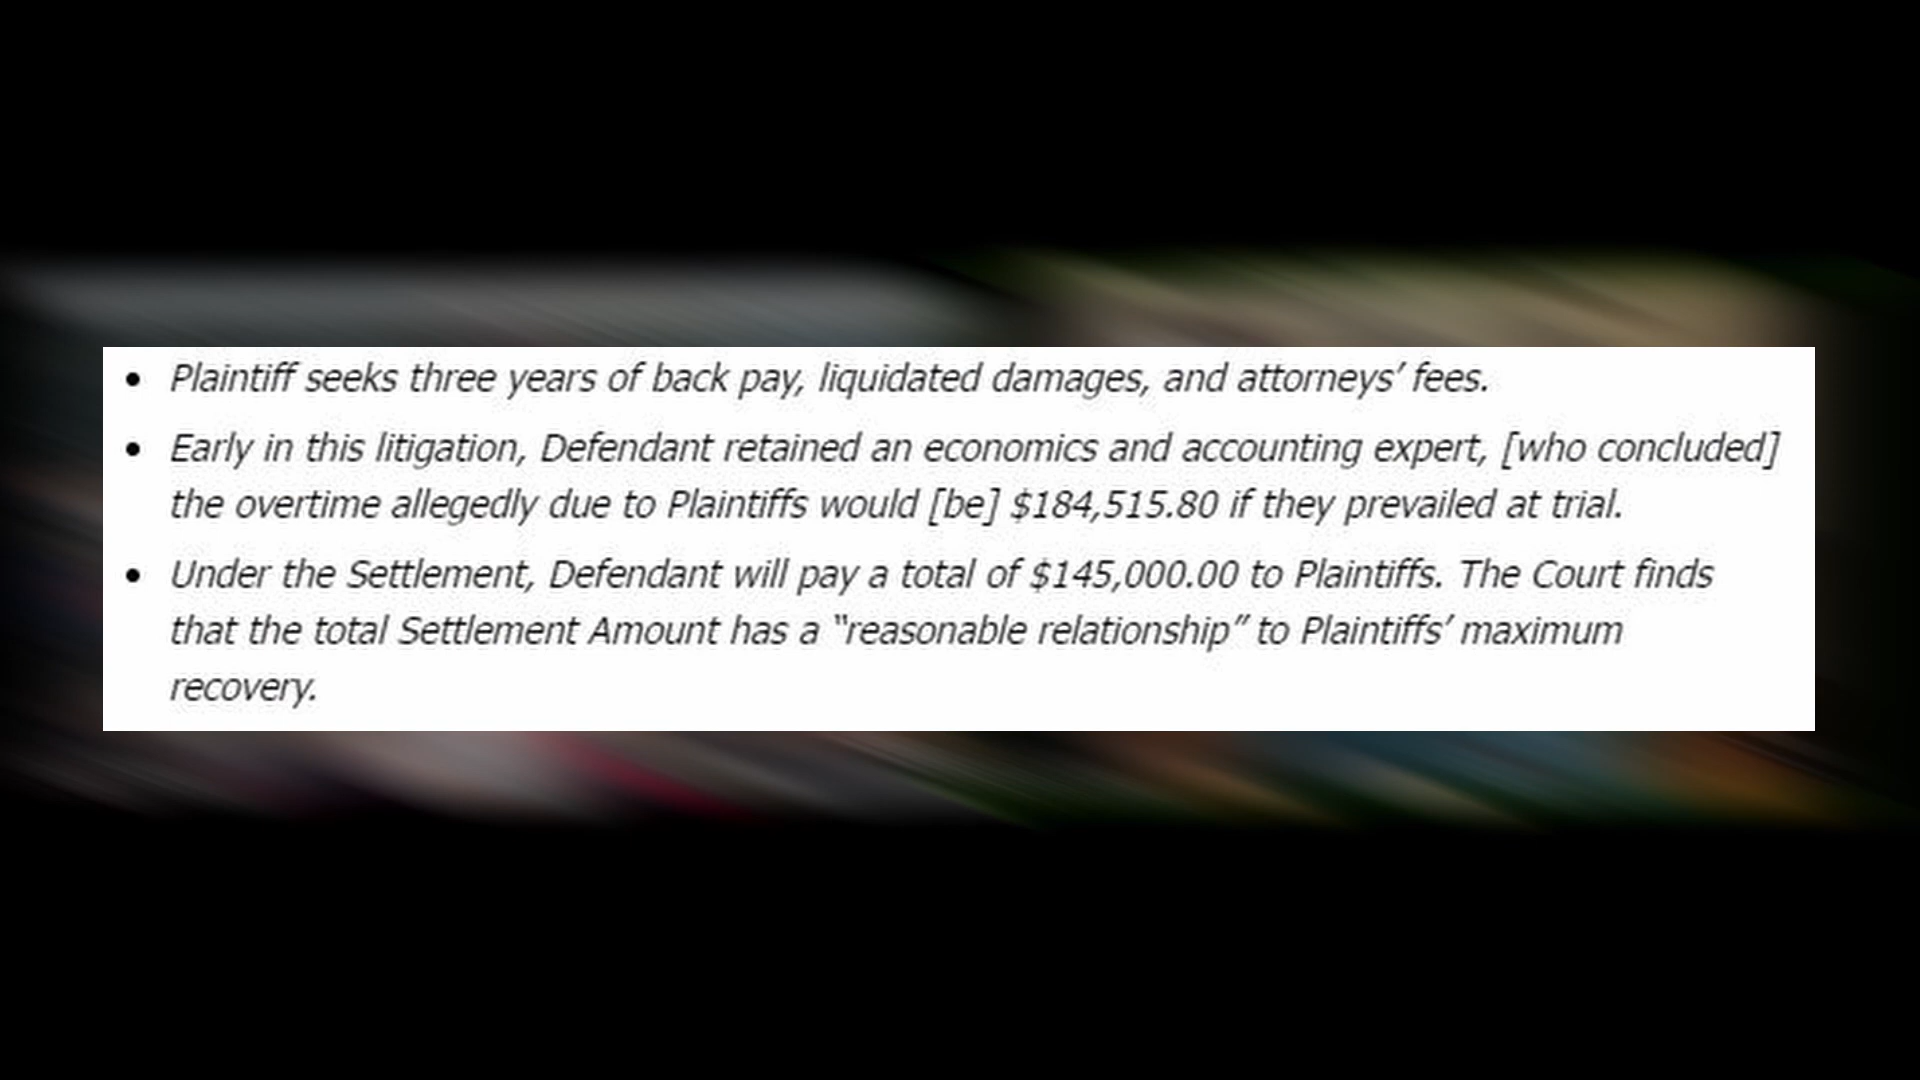 • Plaintiff seeks three years of back pay, liquidated damages, and attorneys’ fees.
• Early in this litigation, Defendant retained an economics and accounting expert, [who concluded]
the overtime allegedly due to Plaintiffs would [be] $184,515.80 if they prevailed at trial.
• Under the Settlement, Defendant will pay a total of $145,000.00 to Plaintiffs. The Court finds
that the total Settlement Amount has a “reasonable relationship” to Plaintiffs’ maximum
recovery.